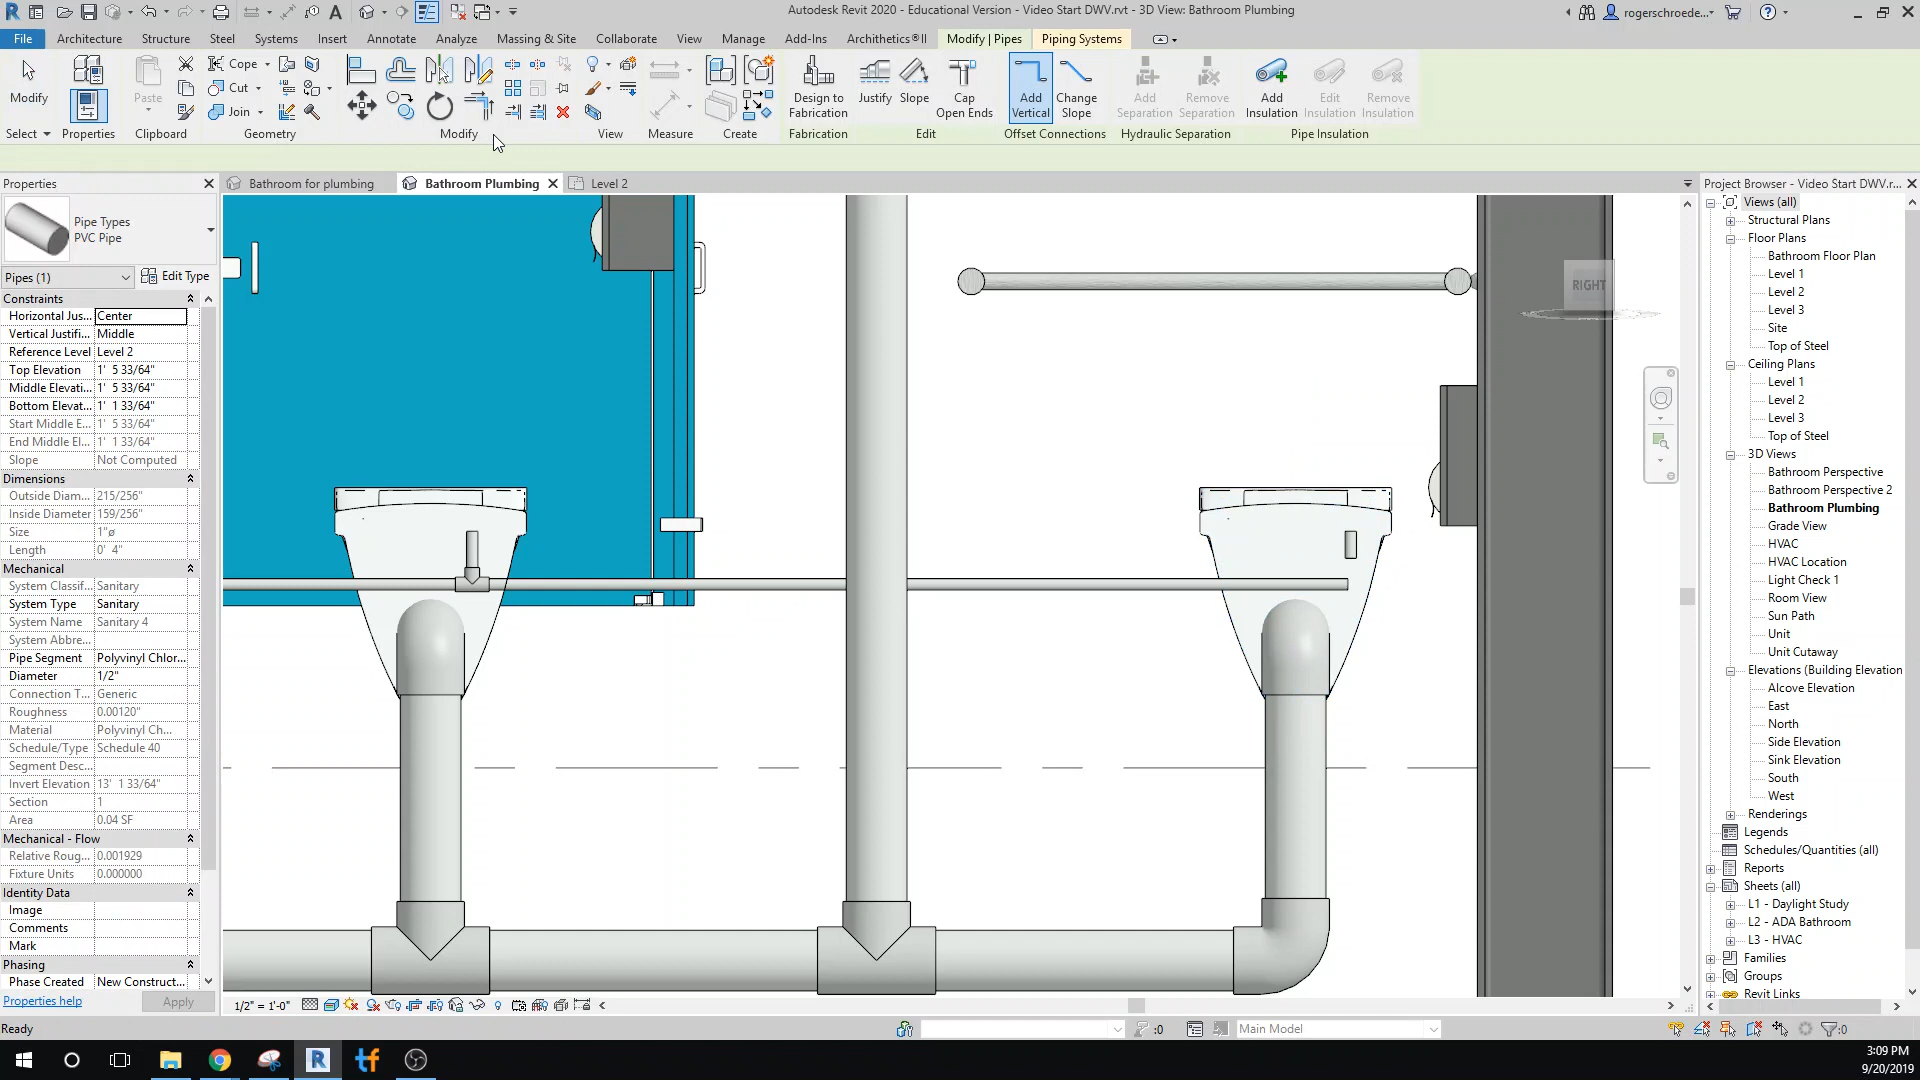 Autodesk Revit 2020 - Educational Version - Video Start DWV.rvt - 3D View: Bathroom Plumbing
rogerschroede...
File
Architecture
Structure
Steel
Systems
Insert
Annotate
Analyze
Massing & Site
Collaborate
View
Manage
Add-Ins
Archithetics®II
Modify | Pipes
Piping Systems
Modify
Paste
Cope
Cut
Join
Design to
Fabrication
Justify
Slope
Cap
Open Ends
Add
Vertical
Change
Slope
Add
Separation
Remove
Separation
Add
Insulation
Edit
Insulation
Remove
Insulation
Select
Properties
Clipboard
Geometry
Modify
View
Measure
Create
Fabrication
Edit
Offset Connections
Hydraulic Separation
Pipe Insulation
Properties
Bathroom for plumbing
Bathroom Plumbing
Level 2
Project Browser - Video Start DWV.r...
Pipe Types
PVC Pipe
Pipes (1)
Edit Type
Constraints
Horizontal Jus... Center
Vertical Justifi... Middle
Reference Level Level 2
Top Elevation 1' 5 33/64"
Middle Elevati... 1' 3 33/64"
Bottom Elevat... 1' 1 33/64"
Start Middle E... 1' 5 33/64"
End Middle El... 1' 1 33/64"
Slope Not Computed
Dimensions
Outside Diam... 215/256"
Inside Diameter 159/256"
Size 1"ø
Length 0' 4"
Mechanical
System Classif... Sanitary
System Type Sanitary
System Name Sanitary 4
System Abbre...
Pipe Segment Polyvinyl Chlor...
Diameter 1/2"
Connection T... Generic
Roughness 0.00120"
Material Polyvinyl Ch...
Schedule/Type Schedule 40
Segment Desc...
Invert Elevation 13' 1 33/64"
Section 1
Area 0.04 SF
Mechanical - Flow
Relative Roug... 0.001929
Fixture Units 0.000000
Identity Data
Image
Comments
Mark
Phasing
Phase Created New Construct...
Properties help
Apply
RIGHT
Views (all)
Structural Plans
Floor Plans
Bathroom Floor Plan
Level 1
Level 2
Level 3
Site
Top of Steel
Ceiling Plans
Level 1
Level 2
Level 3
Top of Steel
3D Views
Bathroom Perspective
Bathroom Perspective 2
Bathroom Plumbing
Grade View
HVAC
HVAC Location
Light Check 1
Room View
Sun Path
Unit
Unit Cutaway
Elevations (Building Elevation
Alcove Elevation
East
North
Side Elevation
Sink Elevation
South
West
Renderings
Legends
Schedules/Quantities (all)
Reports
Sheets (all)
L1 - Daylight Study
L2 - ADA Bathroom
L3 - HVAC
Families
Groups
Revit Links
1/2" = 1'-0"
Ready
:0
Main Model
:0
3:09 PM
9/20/2019